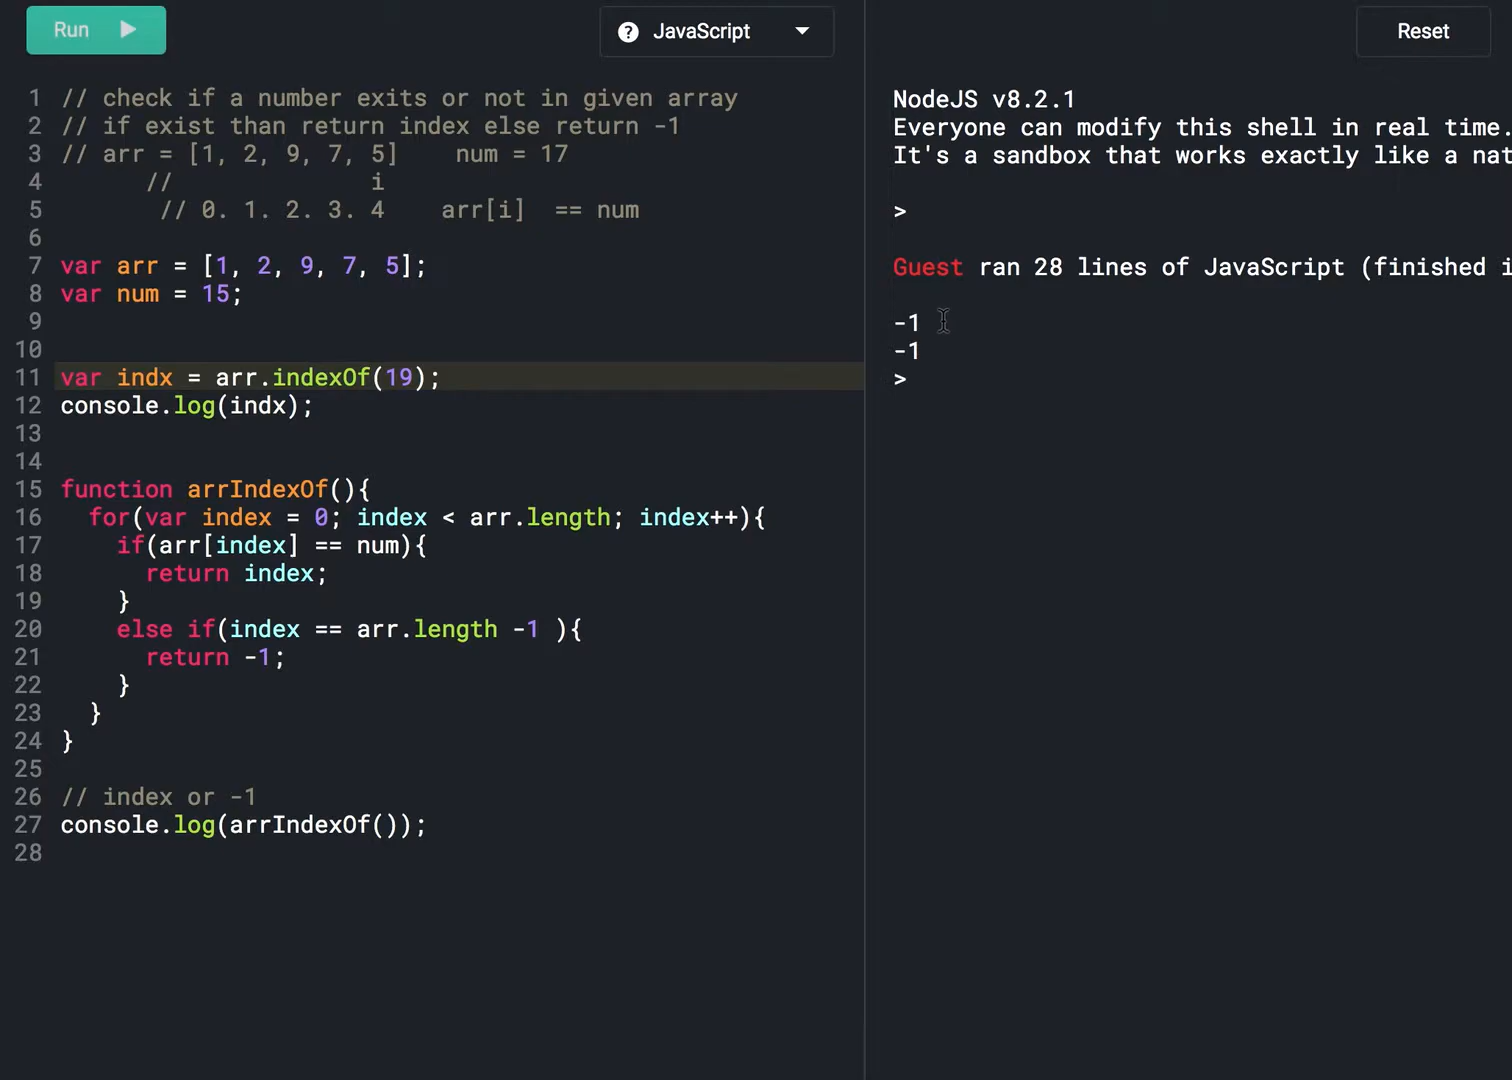 Run
JavaScript
Reset
1 // check if a number exits or not in given array
2 // if exist than return index else return -1
3 // arr = [1, 2, 9, 7, 5]    num = 17
4       //              i
5        // 0. 1. 2. 3. 4    arr[i]  == num
6
7 var arr = [1, 2, 9, 7, 5];
8 var num = 15;
9
10
11 var indx = arr.indexOf(19);
12 console.log(indx);
13
14
15 function arrIndexOf(){
16   for(var index = 0; index < arr.length; index++){
17     if(arr[index] == num){
18       return index;
19     }
20     else if(index == arr.length -1 ){
21       return -1;
22     }
23   }
24 }
25
26 // index or -1
27 console.log(arrIndexOf());
28
NodeJS v8.2.1
Everyone can modify this shell in real time.
It's a sandbox that works exactly like a nat
>
Guest ran 28 lines of JavaScript (finished i
-1
-1
>